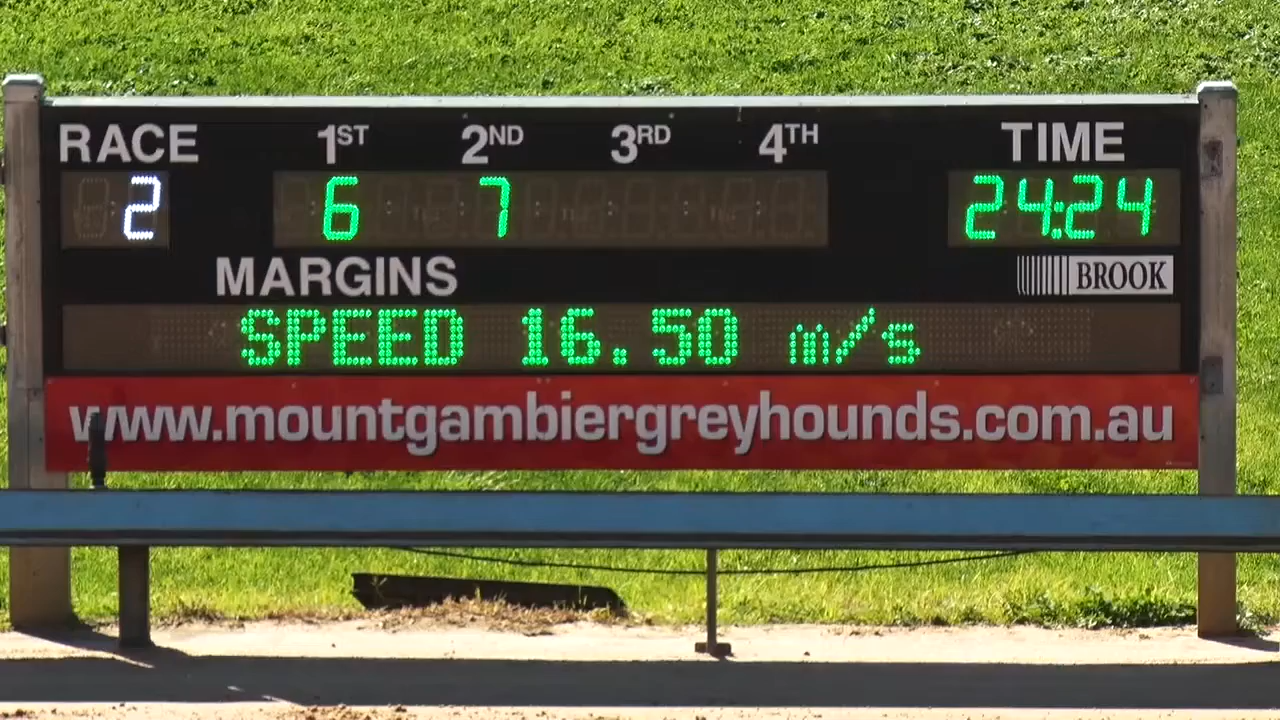 RACE 1ST 2ND 3RD 4TH TIME
2 6 7 24:24
MARGINS BROOK
SPEED 16.50 m/s
www.mountgambiergreyhounds.com.au